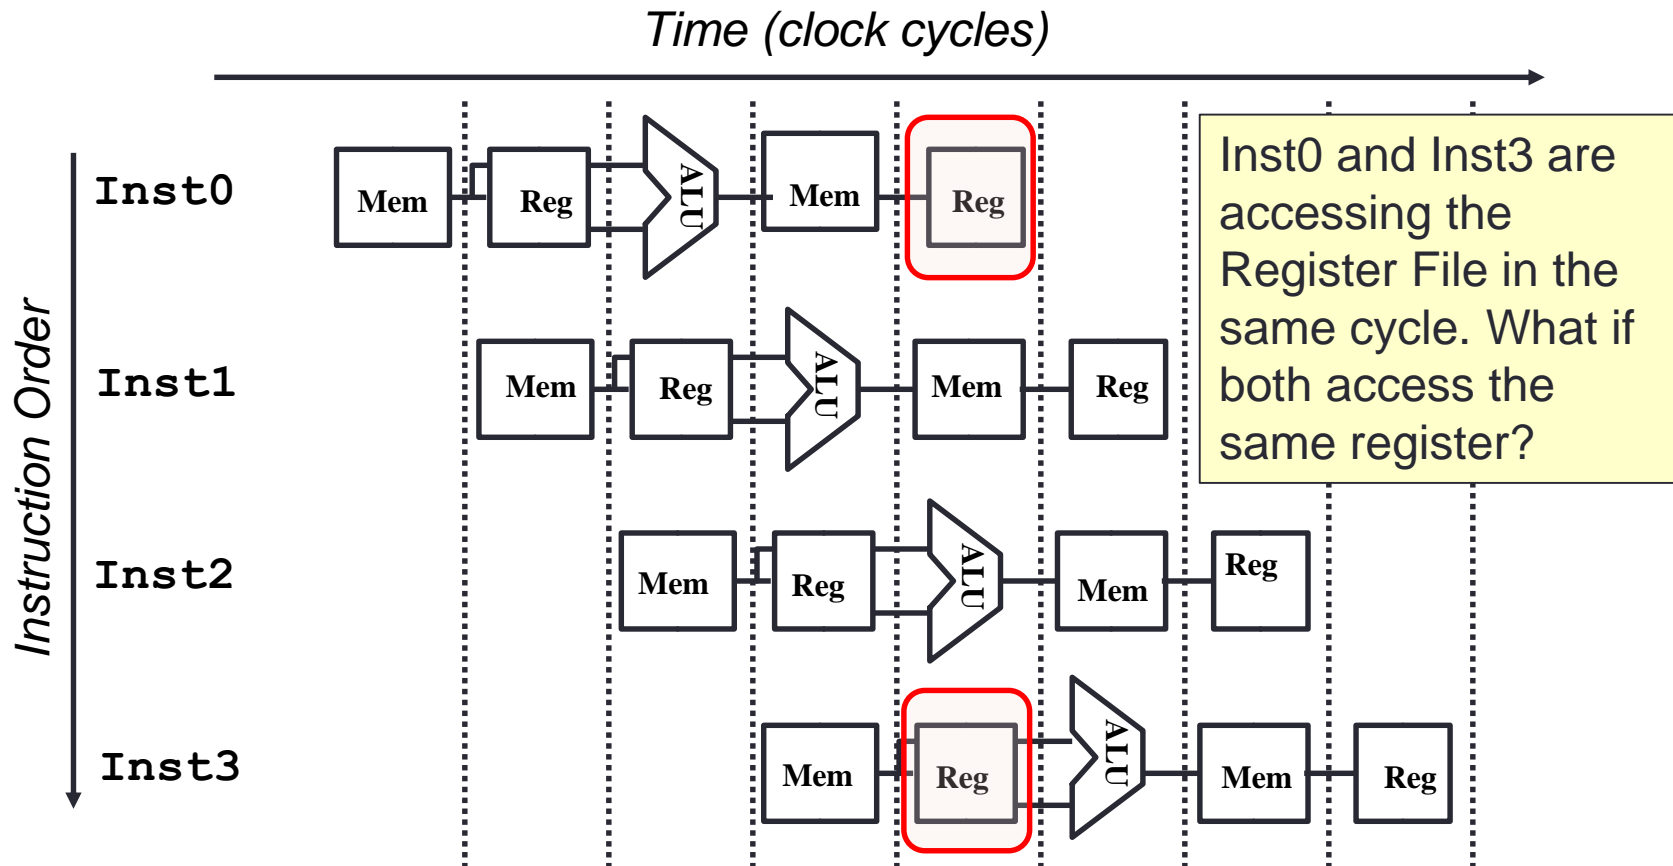 Time (clock cycles)
Instruction Order
Inst0
Mem
Reg
ALU
Mem
Reg
Inst0 and Inst3 are
accessing the
Register File in the
same cycle. What if
both access the
same register?
Inst1
Mem
Reg
ALU
Mem
Reg
Inst2
Mem
Reg
ALU
Mem
Reg
Inst3
Mem
Reg
ALU
Mem
Reg